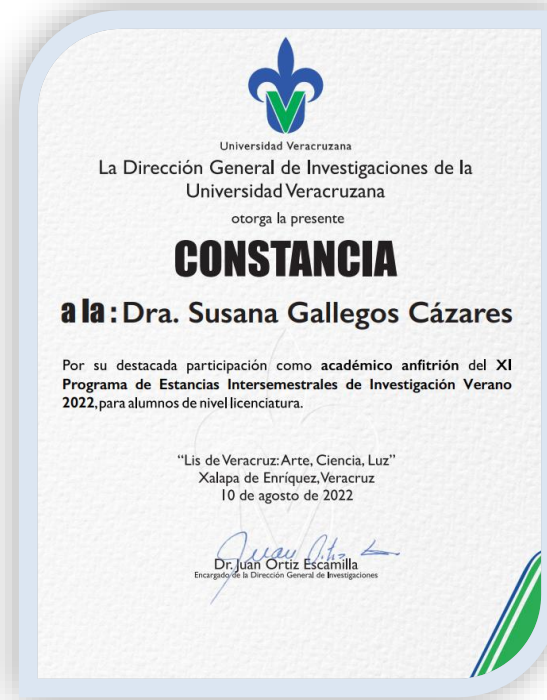 Universidad Veracruzana
La Dirección General de Investigaciones de la
Universidad Veracruzana
otorga la presente
CONSTANCIA
a la : Dra. Susana Gallegos Cázares
Por su destacada participación como académico anfitrión del XI
Programa de Estancias Intersemestrales de Investigación Verano
2022, para alumnos de nivel licenciatura.
“Lis de Veracruz: Arte, Ciencia, Luz”
Xalapa de Enríquez, Veracruz
10 de agosto de 2022
Juan Ortiz E
Dr. Juan Ortiz Escamilla
Encargado de la Dirección General de Investigaciones